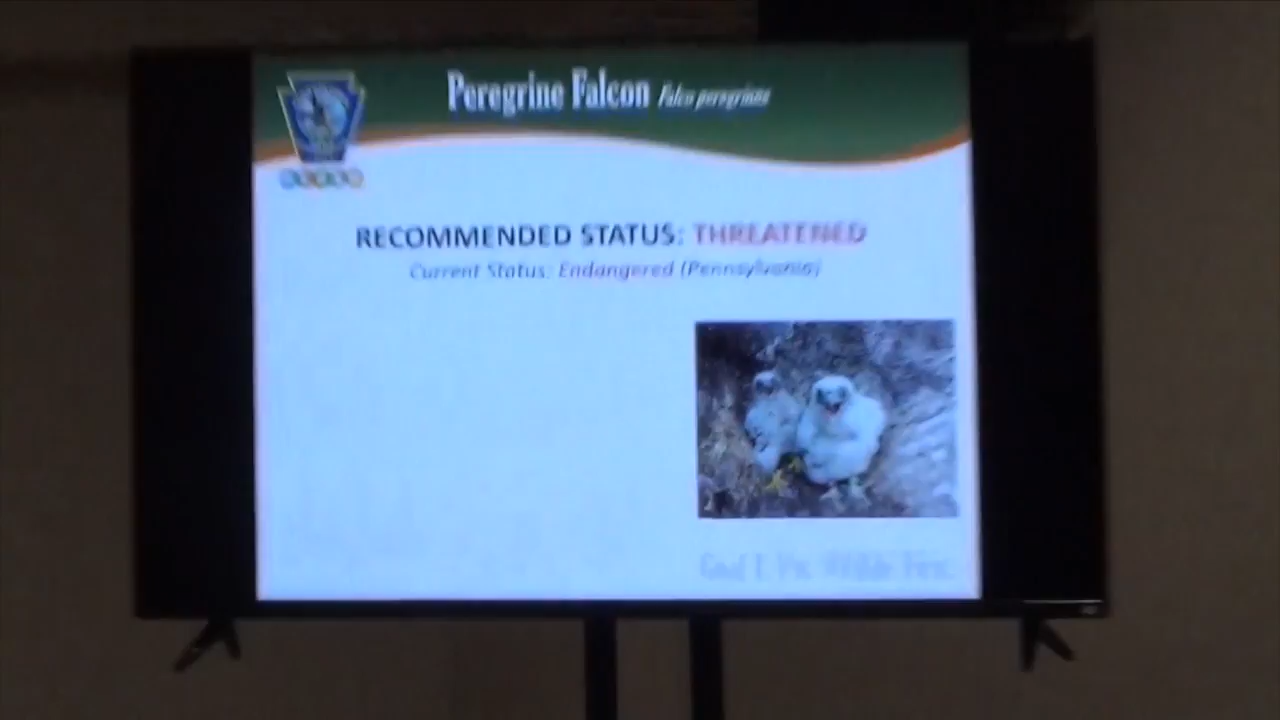 Peregrine Falcon Falco peregrinus
RECOMMENDED STATUS: THREATENED
Current Status: Endangered (Pennsylvania)